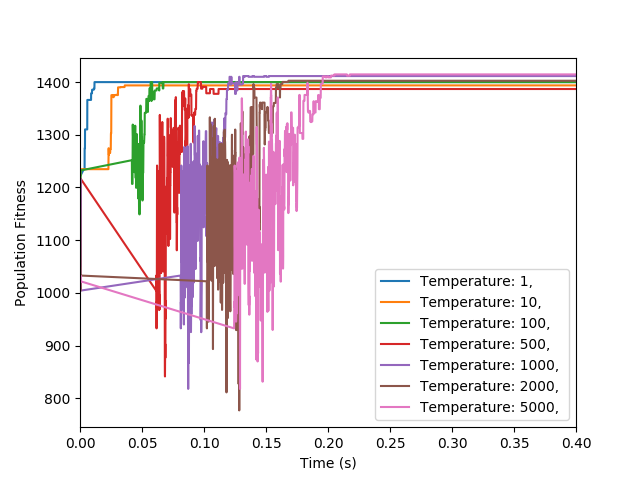 1400
1300
1200
1100
1000
900
800
Population Fitness
0.00 0.05 0.10 0.15 0.20 0.25 0.30 0.35 0.40
Time (s)
Temperature: 1,
Temperature: 10,
Temperature: 100,
Temperature: 500,
Temperature: 1000,
Temperature: 2000,
Temperature: 5000,